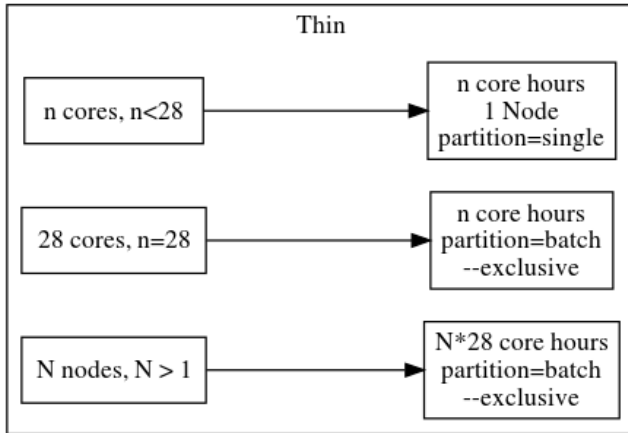 Thin
n cores, n<28
n core hours
1 Node
partition=single
28 cores, n=28
n core hours
partition=batch
--exclusive
N nodes, N > 1
N*28 core hours
partition=batch
--exclusive